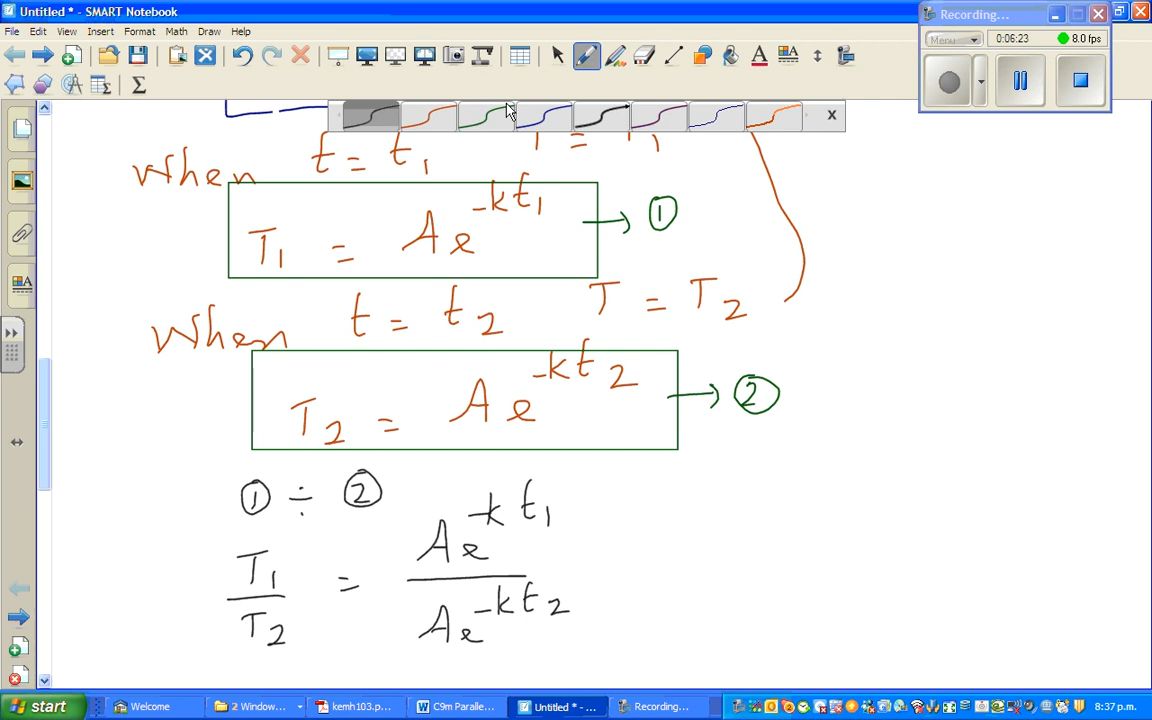 Untitled * - SMART Notebook
Recording...
File Edit View Insert Format Math Draw Help
Menu 0:06:23 8.0 fps
t = t1
When
T1 = Ae^-kt1 → ①
t = t2 T = T2
When
T2 = Ae^-kt2 → ②
① ÷ ②
T1/T2 = Ae^-kt1/Ae^-kt2
start Welcome 2 Window... kemh103.p... C9m Paralle... Untitled * - ... Recording... 8:37 p.m.